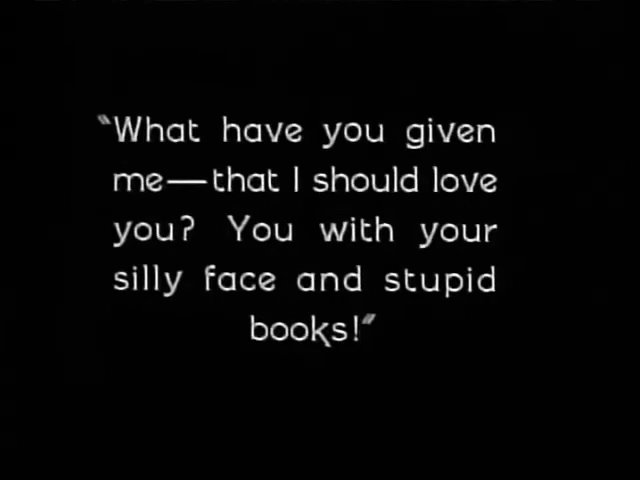 "What have you given
me—that I should love
you? You with your
silly face and stupid
books!"